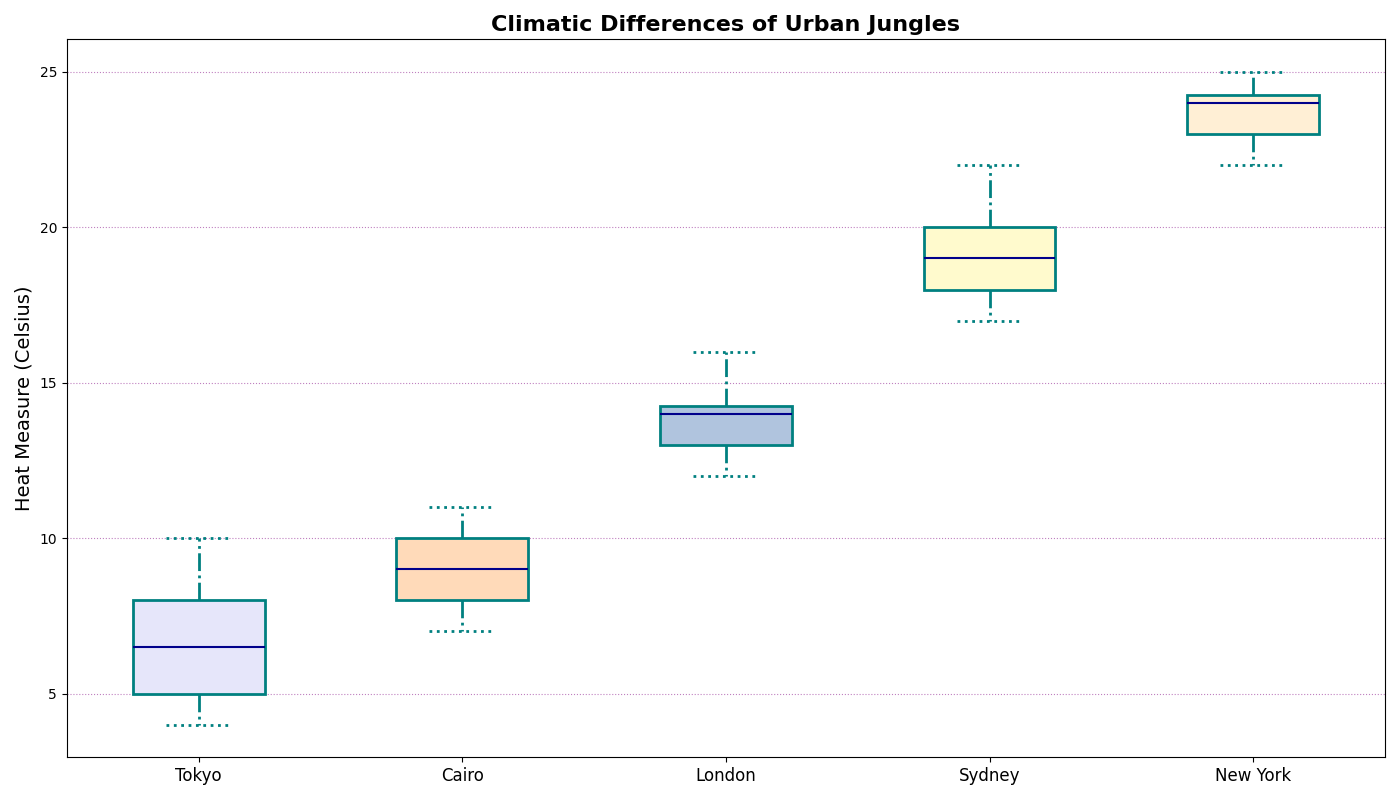 Climatic Differences of Urban Jungles
Heat Measure (Celsius)
25
20
15
10
5
Tokyo Cairo London Sydney New York